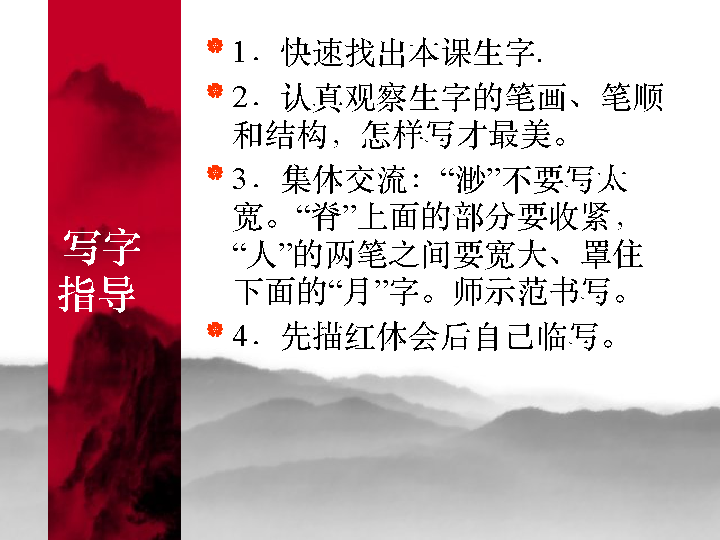 写字
指导
1．快速找出本课生字.
2．认真观察生字的笔画、笔顺
和结构，怎样写才最美。
3．集休交流：“渺”不要写太
宽。“脊”上面的部分要收紧，
“人”的两笔之间要宽大、罩住
下面的“月”字。师示范书写。
4．先描红休会后自己临写。